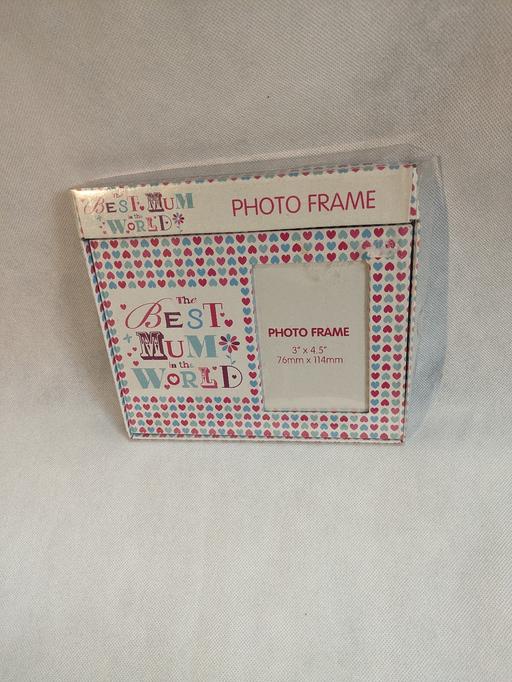 The
BEST MUM
in the
WORLD
PHOTO FRAME
The
BEST
MUM
in the
WORLD
PHOTO FRAME
3" x 4.5"
76mm x 114mm